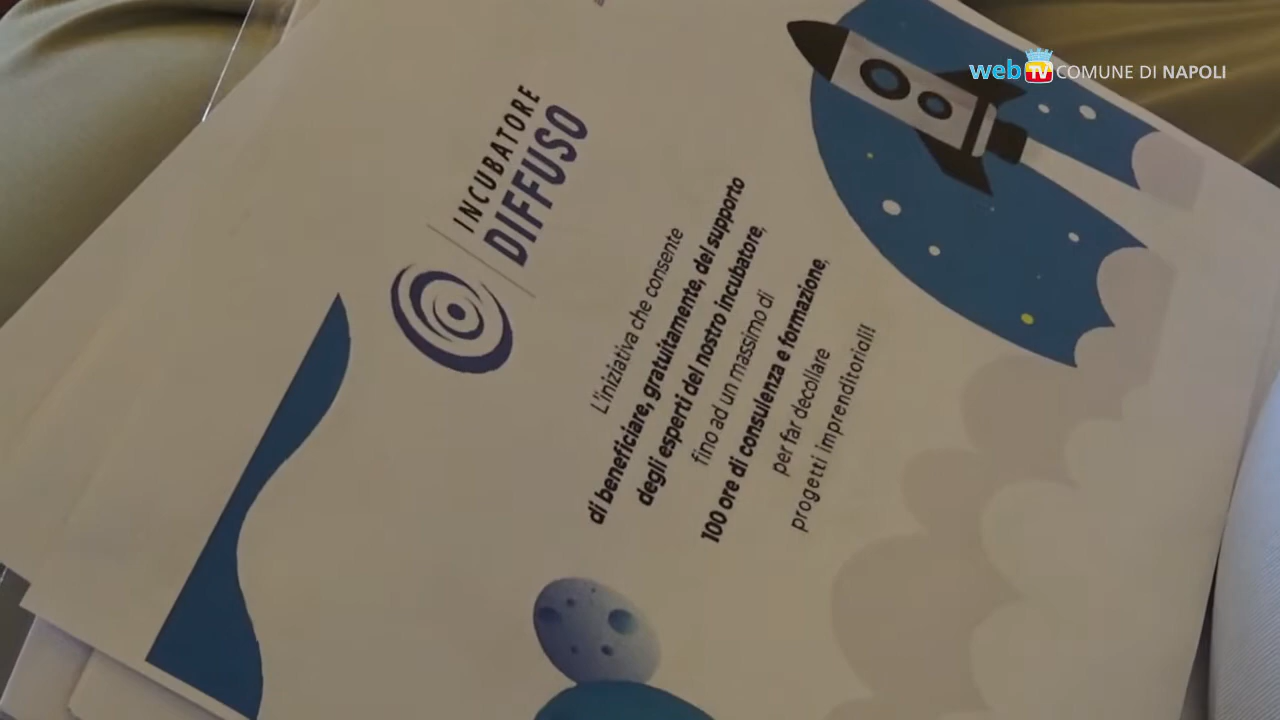 web TV COMUNE DI NAPOLI
INCUBATORE
DIFFUSO
L'iniziativa che consente
di beneficiare, gratuitamente, del supporto
degli esperti del nostro incubatore,
fino ad un massimo di
100 ore di consulenza e formazione,
per far decollare
progetti imprenditoriali!